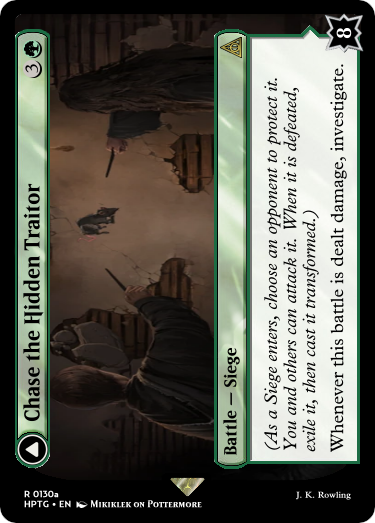 Chase the Hidden Traitor
3
Battle — Siege
(As a Siege enters, choose an opponent to protect it.
You and others can attack it. When it is defeated,
exile it, then cast it transformed.)
Whenever this battle is dealt damage, investigate.
8
R 0130a
HPTG • EN Mikiklek on Pottermore
J. K. Rowling